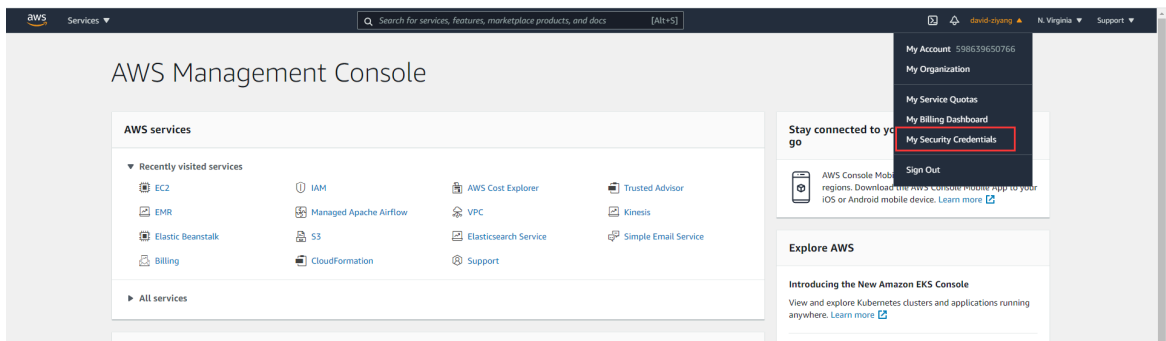 aws Services ▼ Search for services, features, marketplace products, and docs [Alt+S] david-ziyang ▲ N. Virginia ▼ Support ▼
My Account 598639650766
My Organization
My Service Quotas
My Billing Dashboard
My Security Credentials
Sign Out
AWS Management Console
AWS services
▼ Recently visited services
EC2
IAM
AWS Cost Explorer
Trusted Advisor
EMR
Managed Apache Airflow
VPC
Kinesis
Elastic Beanstalk
S3
Elasticsearch Service
Simple Email Service
Billing
CloudFormation
Support
▶ All services
Stay connected to yo
go
AWS Console Mobi
regions. Download the AWS Console Mobile App to your
iOS or Android mobile device. Learn more
Explore AWS
Introducing the New Amazon EKS Console
View and explore Kubernetes clusters and applications running
anywhere. Learn more